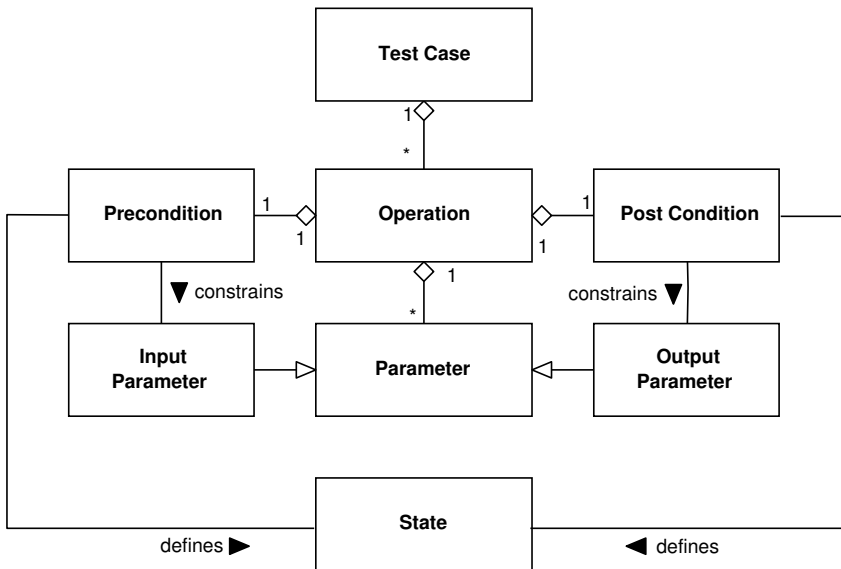 Test Case
1
*
Precondition
1
1
Operation
1
1
Post Condition
1
constrains
constrains
*
Input
Parameter
Parameter
Output
Parameter
State
defines
defines